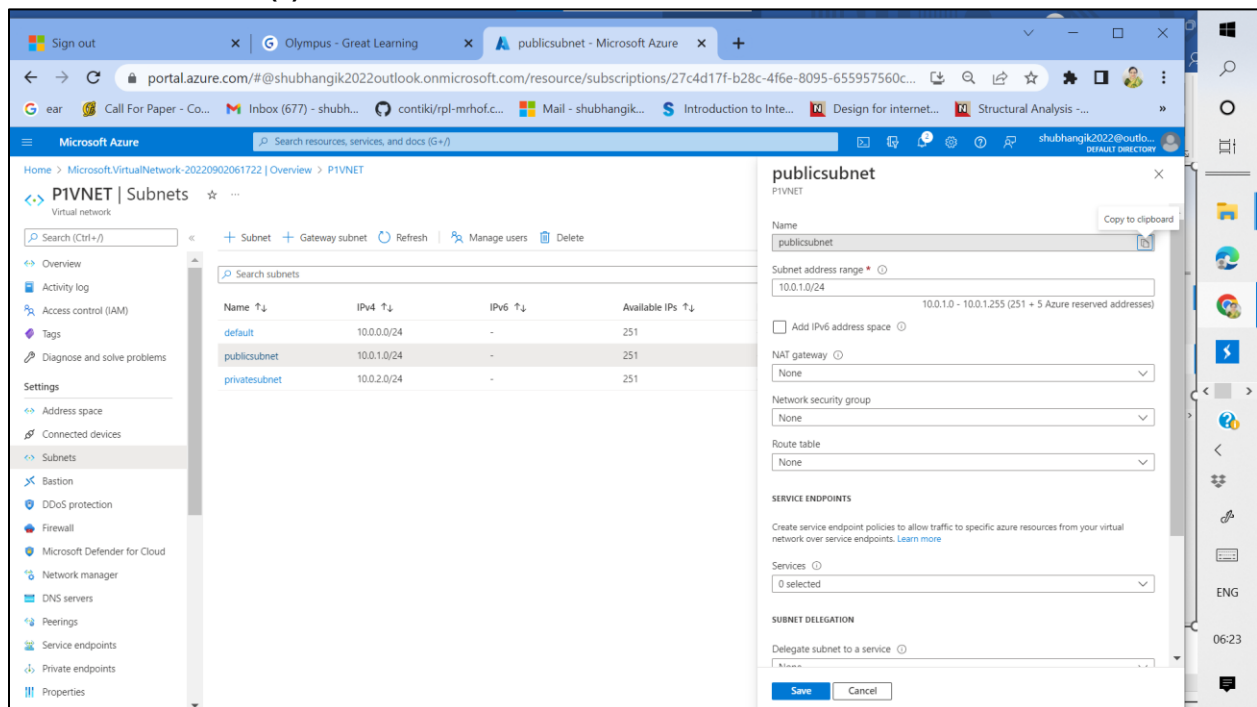 Sign out
Olympus - Great Learning
publicsubnet - Microsoft Azure
portal.azure.com/#@shubhangik2022outlook.onmicrosoft.com/resource/subscriptions/27c4d17f-b28c-4f6e-8095-655957560c...
ear
Call For Paper - Co...
Inbox (677) - shubh...
contiki/rpl-mrhof.c...
Mail - shubhangik...
Introduction to Inte...
Design for internet...
Structural Analysis -...
»
Microsoft Azure
Search resources, services, and docs (G+/)
2
shubhangik2022@outlo...
DEFAULT DIRECTORY
Home > Microsoft.VirtualNetwork-20220902061722 | Overview > P1VNET
P1VNET | Subnets
Virtual network
Search (Ctrl+/)
«
Overview
Activity log
Access control (IAM)
Tags
Diagnose and solve problems
Settings
Address space
Connected devices
Subnets
Bastion
DDoS protection
Firewall
Microsoft Defender for Cloud
Network manager
DNS servers
Peerings
Service endpoints
Private endpoints
Properties
+ Subnet + Gateway subnet Refresh Manage users Delete
Search subnets
Name ↑↓ IPv4 ↑↓ IPv6 ↑↓ Available IPs ↑↓
default 10.0.0.0/24 - 251
publicsubnet 10.0.1.0/24 - 251
privatesubnet 10.0.2.0/24 - 251
publicsubnet
P1VNET
Copy to clipboard
Name
publicsubnet
Subnet address range *
10.0.1.0/24
10.0.1.0 - 10.0.1.255 (251 + 5 Azure reserved addresses)
Add IPv6 address space
NAT gateway
None
Network security group
None
Route table
None
SERVICE ENDPOINTS
Create service endpoint policies to allow traffic to specific azure resources from your virtual
network over service endpoints. Learn more
Services
0 selected
SUBNET DELEGATION
Delegate subnet to a service
None
Save Cancel
ENG
06:23